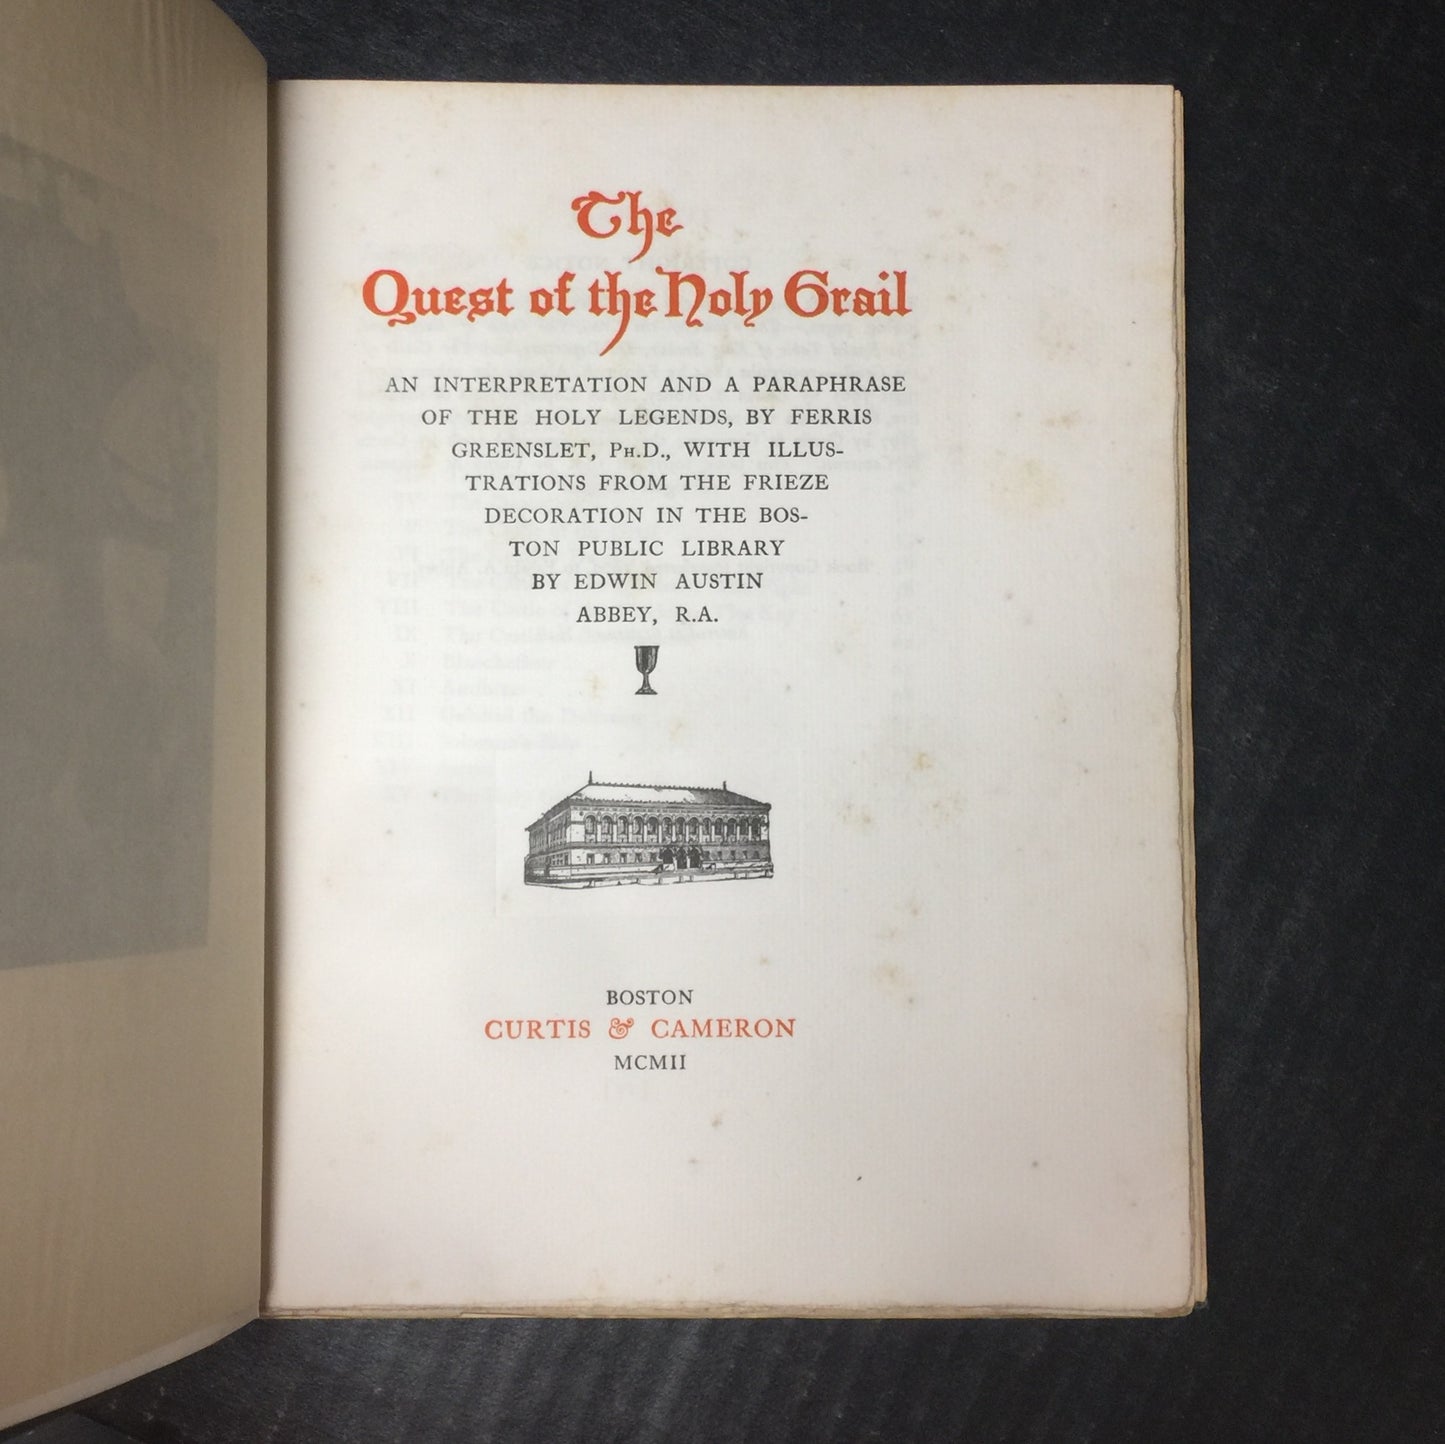 The
Quest of the Holy Grail
AN INTERPRETATION AND A PARAPHRASE
OF THE HOLY LEGENDS, BY FERRIS
GREENSLET, PH.D., WITH ILLUS-
TRATIONS FROM THE FRIEZE
DECORATION IN THE BOS-
TON PUBLIC LIBRARY
BY EDWIN AUSTIN
ABBEY, R.A.
BOSTON
CURTIS & CAMERON
MCMII